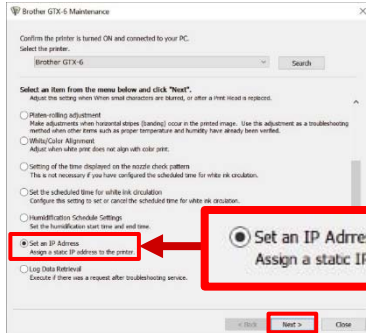 Brother GTX-6 Maintenance
Confirm the printer is turned ON and connected to your PC.
Select the printer.
Brother GTX-6
Search
Select an item from the menu below and click "Next".
Adjust this setting when When small characters are blurred, or after a Print Head is replaced.
Platen-rolling adjustment
Make adjustments when horizontal stripes (banding) occur in the printed image. Use this adjustment as a troubleshooting
method when other items such as proper temperature and humidity have already been verified.
White/Color Alignment
Adjust when white print does not align with color print.
Setting of the time displayed on the nozzle check pattern
This is not necessary if you have configured the scheduled time for white ink circulation.
Set the scheduled time for white ink circulation
Configure this setting to set or cancel the scheduled time for white ink circulation.
Humidification Schedule Settings
Set the humidification start time and end time.
Set an IP Adrress
Assign a static IP address to the printer.
Set an IP Adrre
Assign a static IP
Log Data Retrieval
Execute if there was a request after troubleshooting service.
< Back
Next >
Close